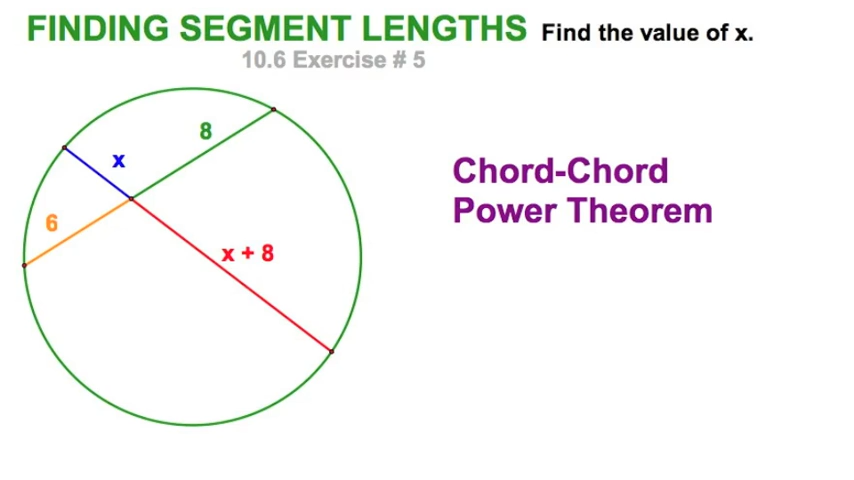 FINDING SEGMENT LENGTHS Find the value of x.
10.6 Exercise # 5
8
x
6
x + 8
Chord-Chord
Power Theorem